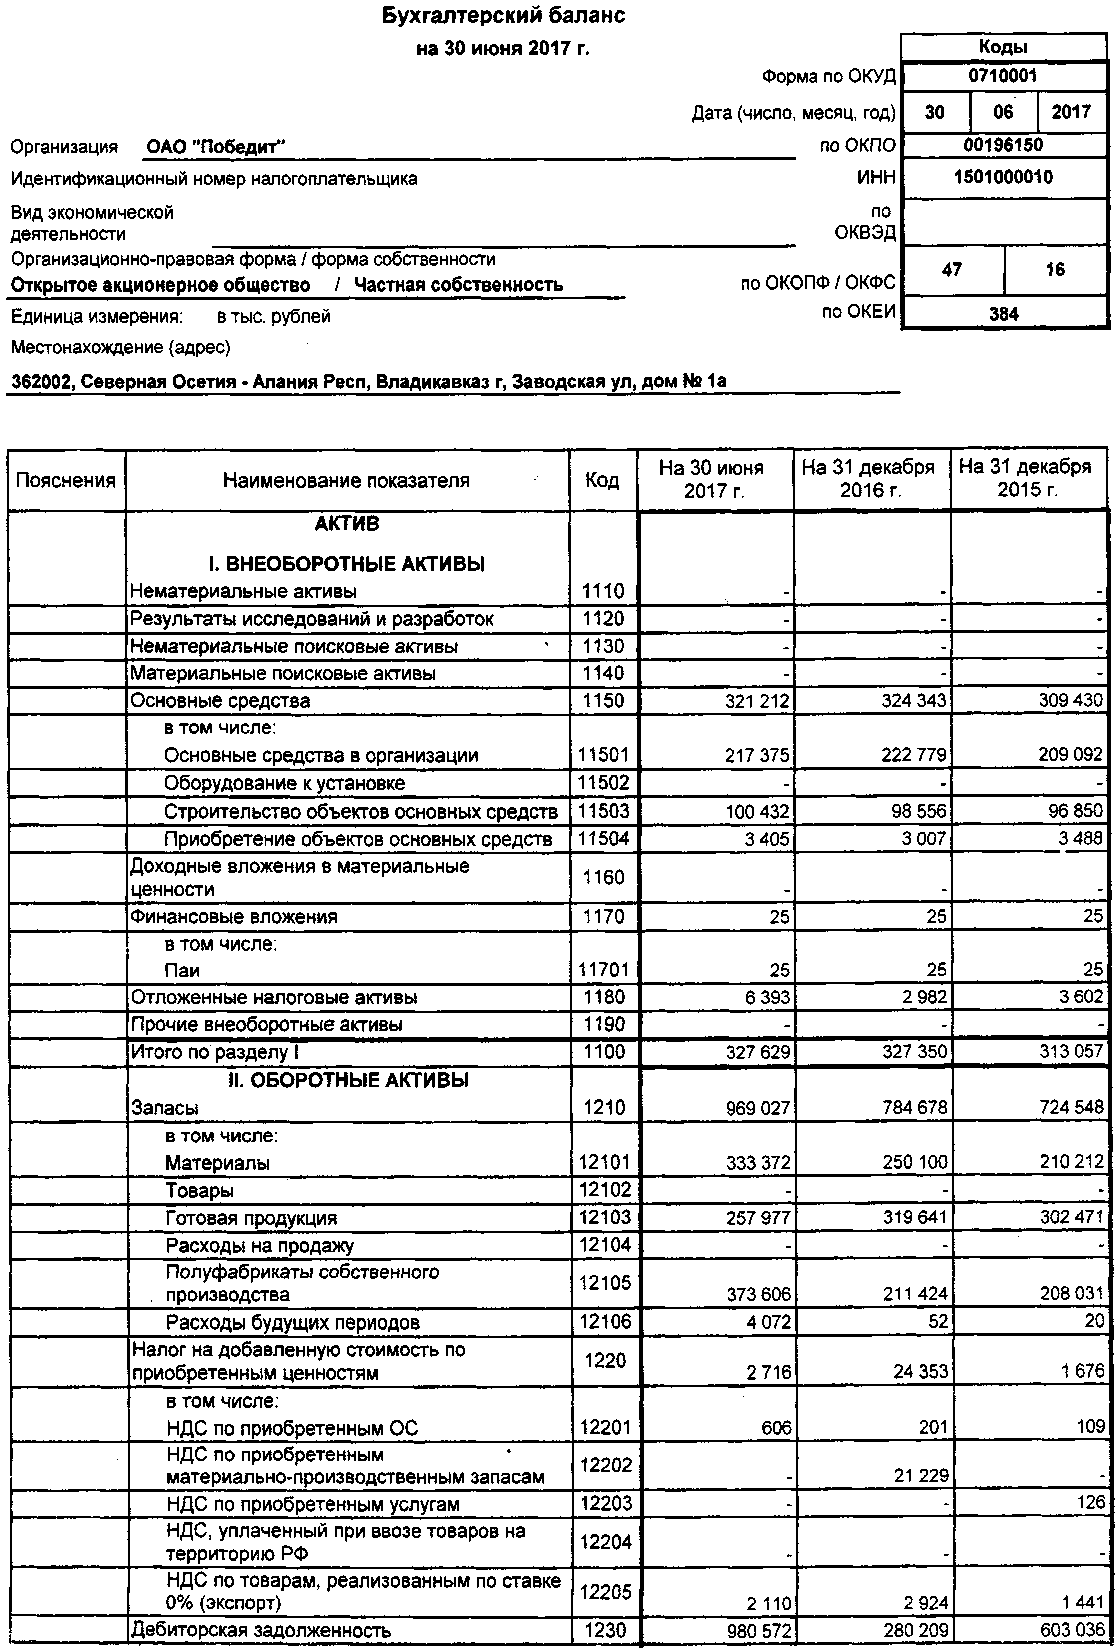 Бухгалтерский баланс
на 30 июня 2017 г.
Коды
Форма по ОКУД 0710001
Дата (число, месяц, год) 30 06 2017
Организация ОАО "Победит" по ОКПО 00196150
Идентификационный номер налогоплательщика ИНН 1501000010
Вид экономической
деятельности
по
ОКВЭД
Организационно-правовая форма / форма собственности
Открытое акционерное общество / Частная собственность по ОКОПФ / ОКФС 47 16
Единица измерения: в тыс. рублей по ОКЕИ 384
Местонахождение (адрес)
362002, Северная Осетия - Алания Респ, Владикавказ г, Заводская ул, дом № 1а
Пояснения Наименование показателя Код На 30 июня 2017 г. На 31 декабря 2016 г. На 31 декабря 2015 г.
АКТИВ
I. ВНЕОБОРОТНЫЕ АКТИВЫ
Нематериальные активы 1110 - - -
Результаты исследований и разработок 1120 - - -
Нематериальные поисковые активы 1130 - - -
Материальные поисковые активы 1140 - - -
Основные средства 1150 321 212 324 343 309 430
в том числе:
Основные средства в организации 11501 217 375 222 779 209 092
Оборудование к установке 11502 - - -
Строительство объектов основных средств 11503 100 432 98 556 96 850
Приобретение объектов основных средств 11504 3 405 3 007 3 488
Доходные вложения в материальные
ценности 1160 - - -
Финансовые вложения 1170 25 25 25
в том числе:
Паи 11701 25 25 25
Отложенные налоговые активы 1180 6 393 2 982 3 602
Прочие внеоборотные активы 1190 - - -
Итого по разделу I 1100 327 629 327 350 313 057
II. ОБОРОТНЫЕ АКТИВЫ
Запасы 1210 969 027 784 678 724 548
в том числе:
Материалы 12101 333 372 250 100 210 212
Товары 12102 - - -
Готовая продукция 12103 257 977 319 641 302 471
Расходы на продажу 12104 - - -
Полуфабрикаты собственного
производства 12105 373 606 211 424 208 031
Расходы будущих периодов 12106 4 072 52 20
Налог на добавленную стоимость по
приобретенным ценностям 1220 2 716 24 353 1 676
в том числе:
НДС по приобретенным ОС 12201 606 201 109
НДС по приобретенным
материально-производственным запасам 12202 - 21 229 -
НДС по приобретенным услугам 12203 - - 126
НДС, уплаченный при ввозе товаров на
территорию РФ 12204 - - -
НДС по товарам, реализованным по ставке
0% (экспорт) 12205 2 110 2 924 1 441
Дебиторская задолженность 1230 980 572 280 209 603 036